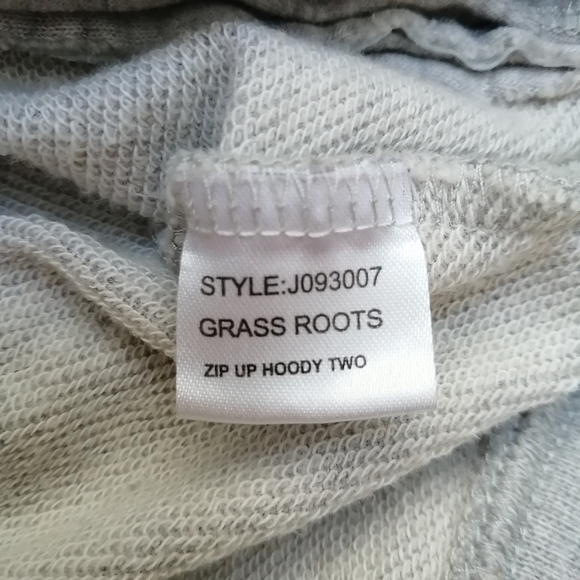 STYLE:J093007
GRASS ROOTS
ZIP UP HOODY TWO